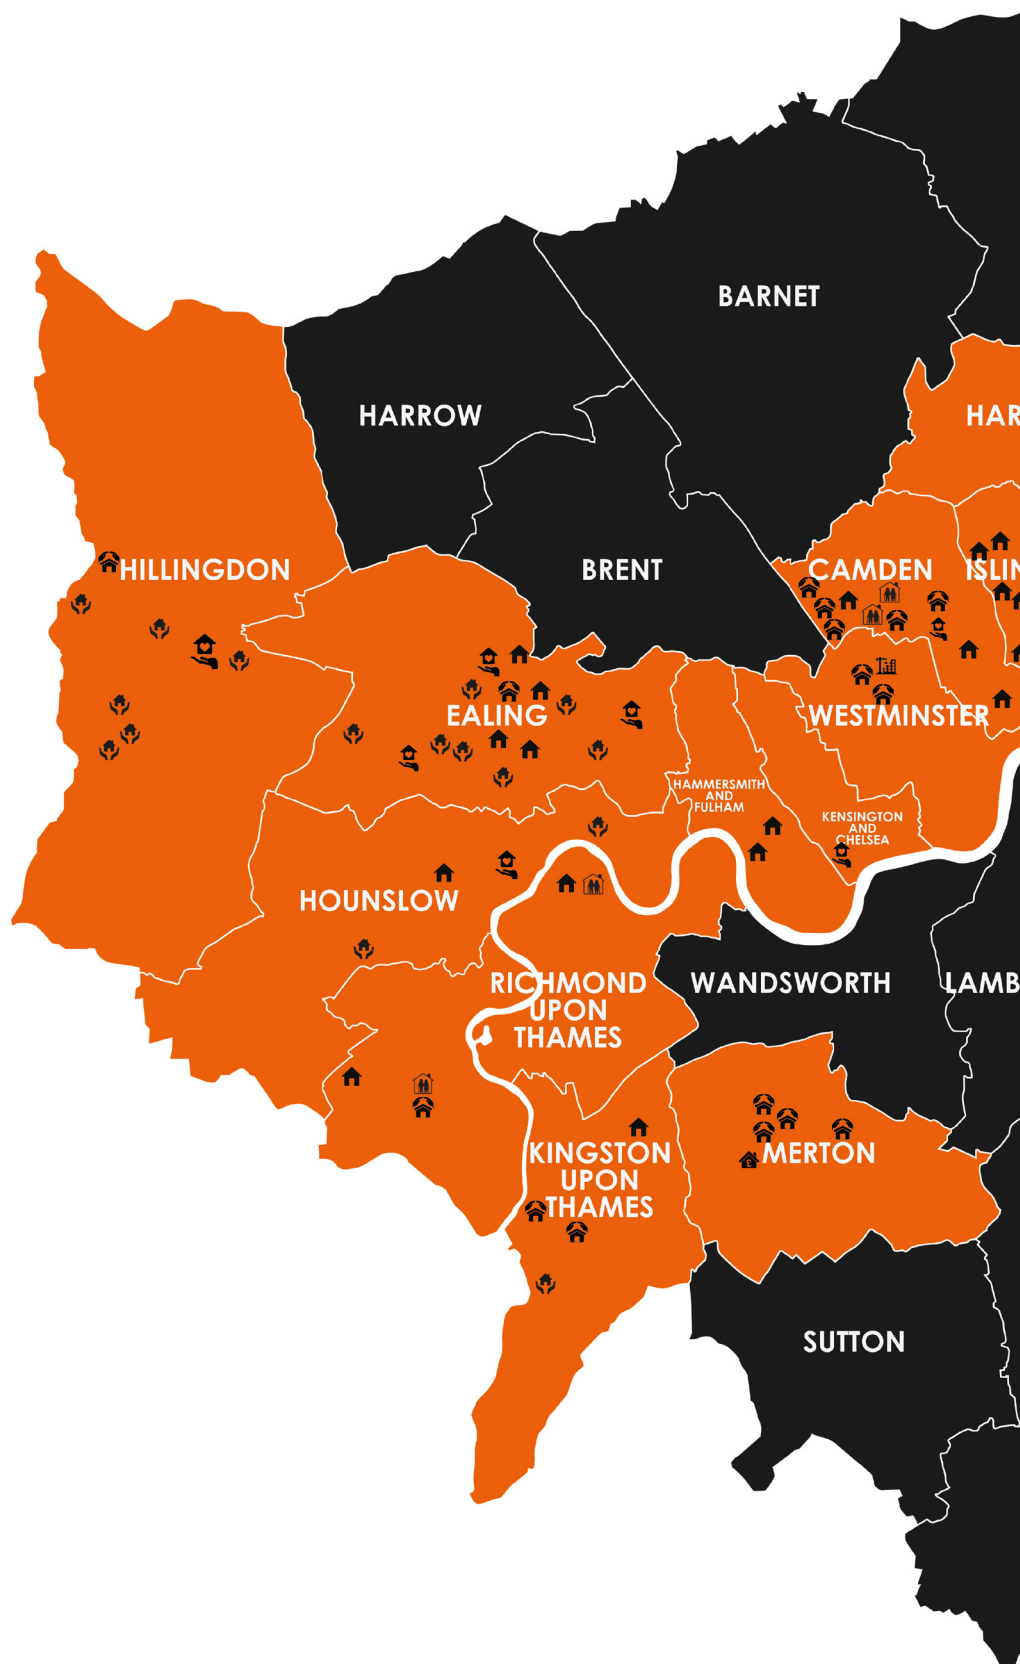 BARNET
HARROW
HAR
HILLINGDON
BRENT
CAMDEN
ISLIN
EALING
WESTMINSTER
HAMMERSMITH
AND
FULHAM
KENSINGTON
AND
CHELSEA
HOUNSLOW
RICHMOND
UPON
THAMES
WANDSWORTH
LAMB
KINGSTON
UPON
THAMES
MERTON
SUTTON